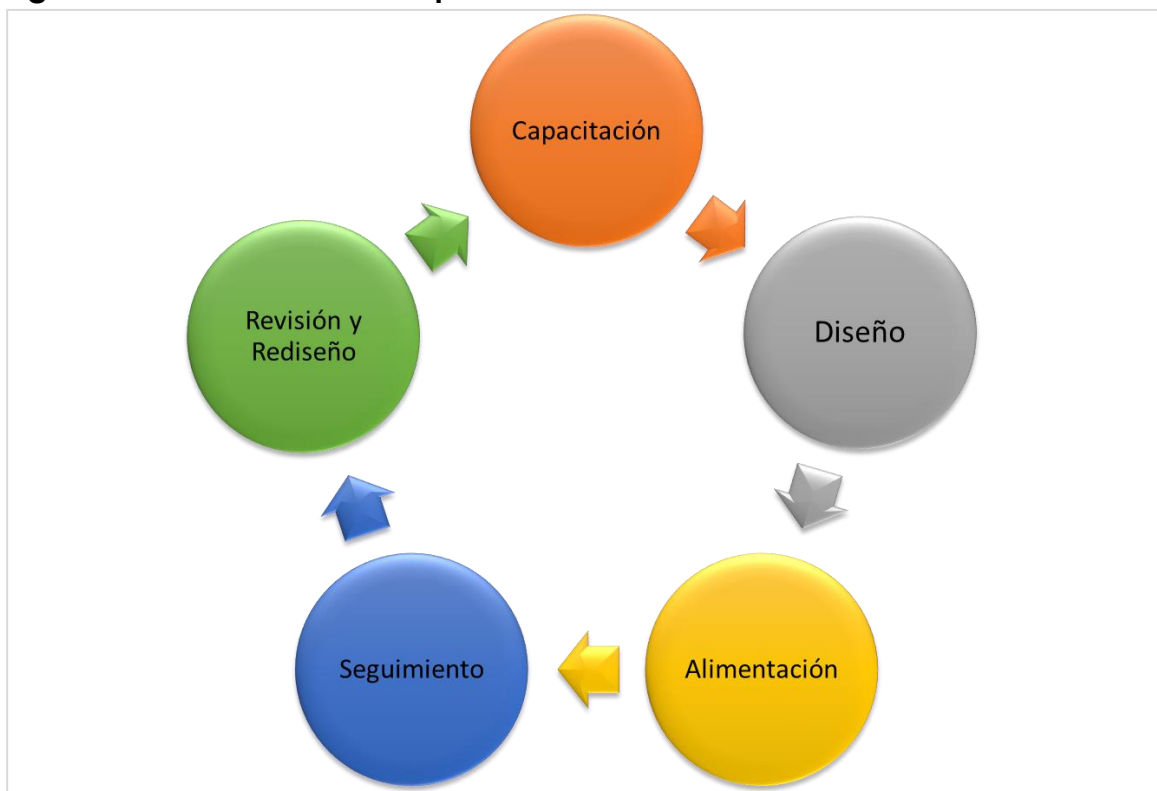 Capacitación
Diseño
Alimentación
Seguimiento
Revisión y
Rediseño